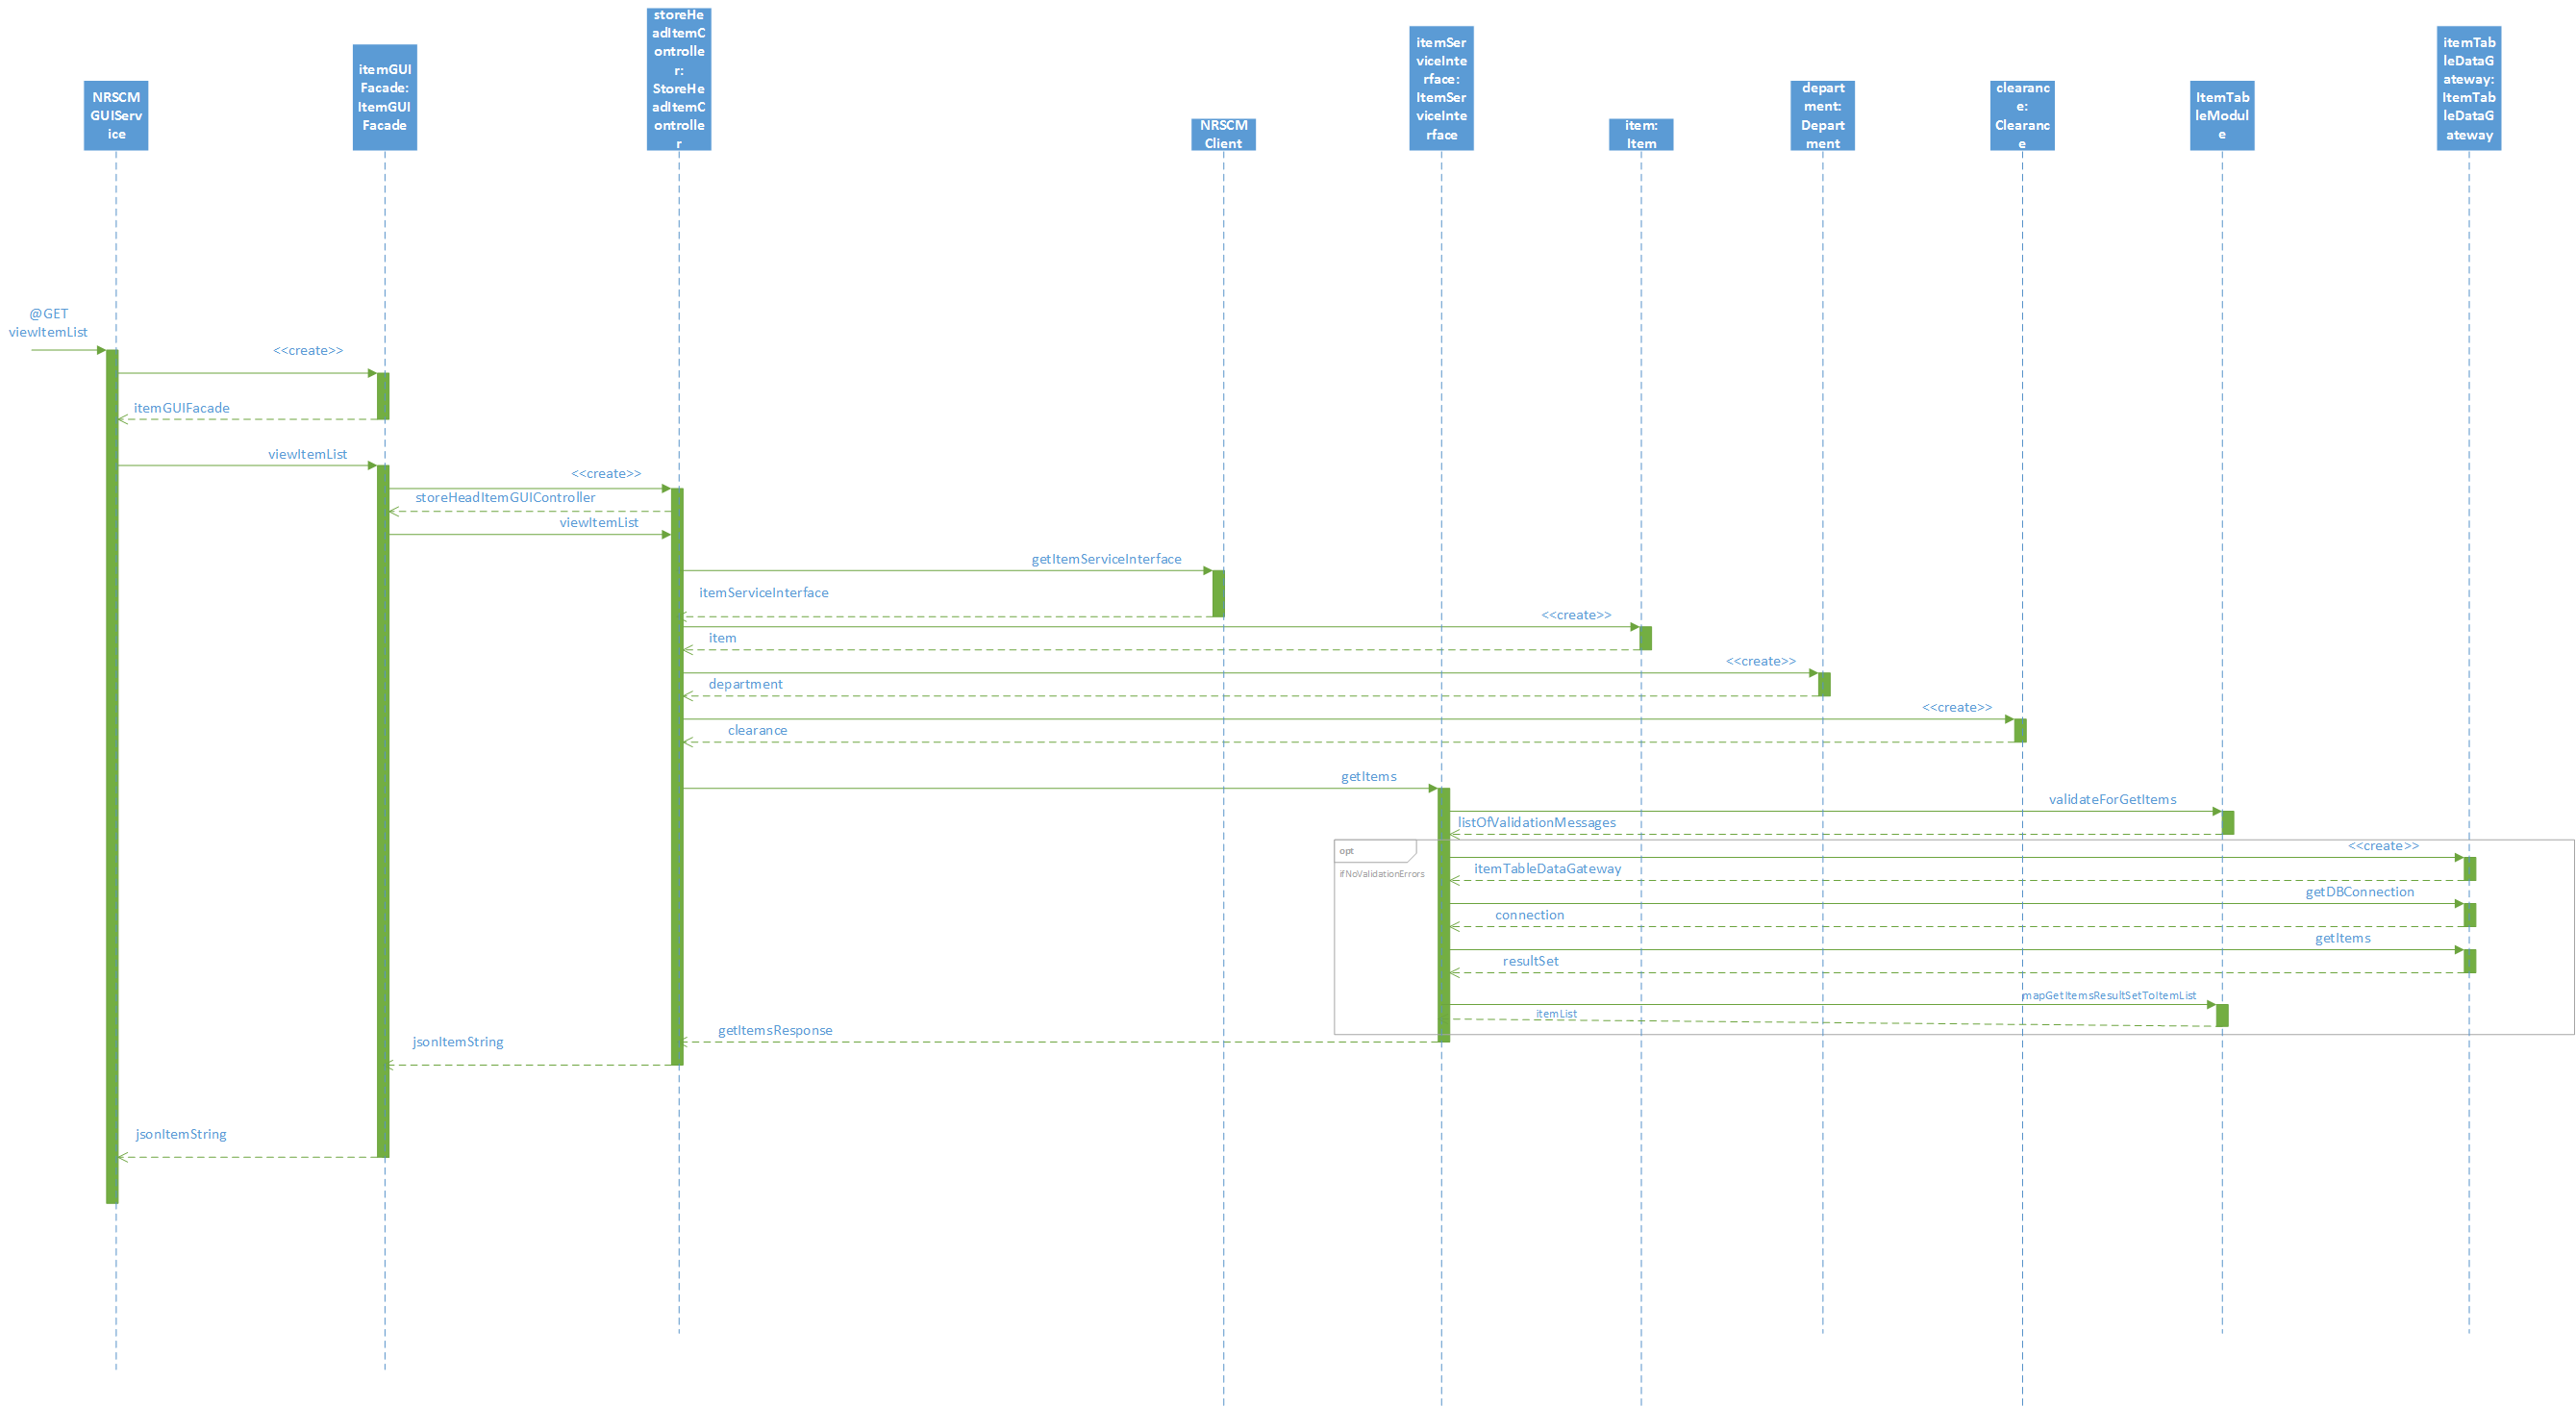 NRSCM
GUIServ
ice
itemGUI
Facade:
ItemGUI
Facade
storeHe
adItemC
ontrolle
r:
StoreHe
adItemC
ontrolle
r
NRSCM
Client
itemSer
viceInte
rface:
ItemSer
viceInte
rface
item:
Item
depart
ment:
Depart
ment
clearanc
e:
Clearanc
e
ItemTab
leModul
e
itemTab
leDataG
ateway:
ItemTab
leDataG
ateway
@GET
viewItemList
<<create>>
itemGUIFacade
viewItemList
<<create>>
storeHeadItemGUIController
viewItemList
getItemServiceInterface
itemServiceInterface
<<create>>
item
<<create>>
department
<<create>>
clearance
getItems
validateForGetItems
listOfValidationMessages
opt
ifNoValidationErrors
<<create>>
itemTableDataGateway
getDBConnection
connection
getItems
resultSet
mapGetItemsResultSetToItemList
itemList
getItemsResponse
jsonItemString
jsonItemString